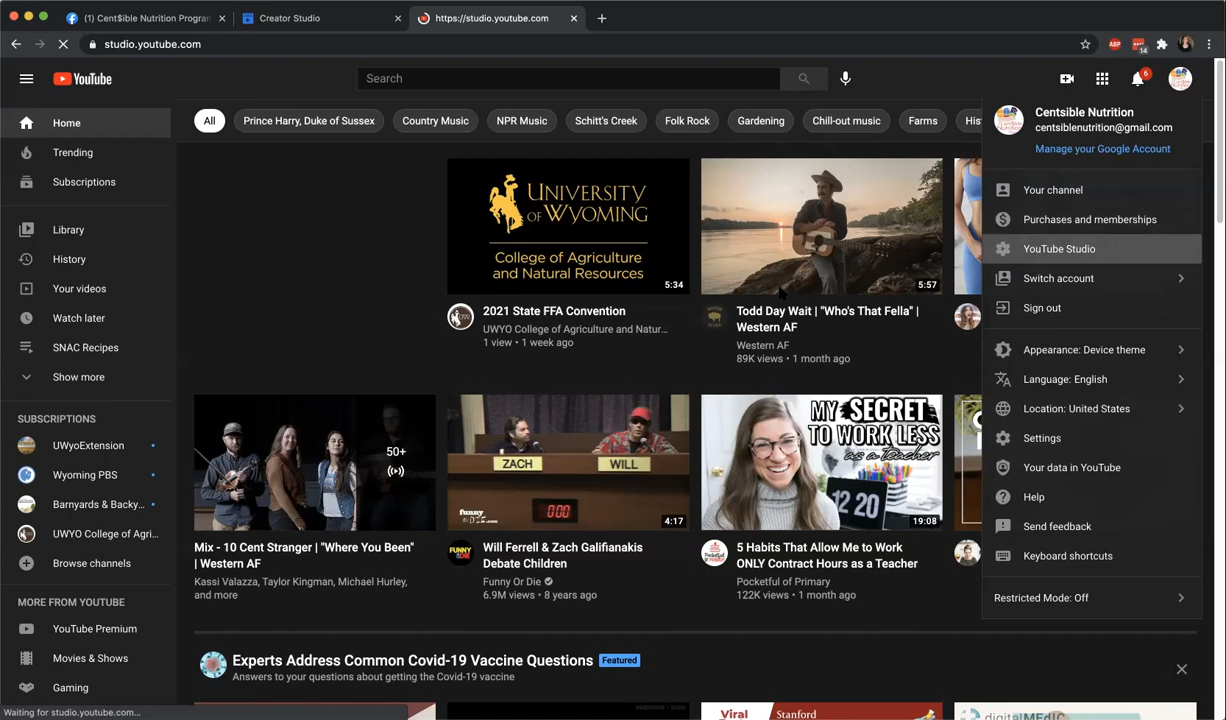 (1) Cent$ible Nutrition Program
Creator Studio
https://studio.youtube.com
studio.youtube.com
ABP
14
YouTube
Search
6
Home
Trending
Subscriptions
Library
History
Your videos
Watch later
SNAC Recipes
Show more
SUBSCRIPTIONS
UWyoExtension
Wyoming PBS
Barnyards & Backy...
UWYO College of Agri...
Browse channels
MORE FROM YOUTUBE
YouTube Premium
Movies & Shows
Gaming
All
Prince Harry, Duke of Sussex
Country Music
NPR Music
Schitt's Creek
Folk Rock
Gardening
Chill-out music
Farms
His
UNIVERSITY
OF WYOMING
College of Agriculture
and Natural Resources
5:34
2021 State FFA Convention
UWYO College of Agriculture and Natur...
1 view • 1 week ago
5:57
Todd Day Wait | "Who's That Fella" |
Western AF
Western AF
89K views • 1 month ago
50+
Mix - 10 Cent Stranger | "Where You Been"
| Western AF
Kassi Valazza, Taylor Kingman, Michael Hurley,
and more
ZACH
WILL
000
funny
4:17
Will Ferrell & Zach Galifianakis
Debate Children
FUNNY
OR DIE
Funny Or Die
6.9M views • 8 years ago
MY SECRET
TO WORK LESS
as a teacher
12 20
19:08
5 Habits That Allow Me to Work
ONLY Contract Hours as a Teacher
Pocketful of Primary
122K views • 1 month ago
Centsible Nutrition
centsiblenutrition@gmail.com
Manage your Google Account
Your channel
Purchases and memberships
YouTube Studio
Switch account
Sign out
Appearance: Device theme
Language: English
Location: United States
Settings
Your data in YouTube
Help
Send feedback
Keyboard shortcuts
Restricted Mode: Off
Experts Address Common Covid-19 Vaccine Questions
Featured
Answers to your questions about getting the Covid-19 vaccine
Viral
Stanford
digitalMEdIC
Waiting for studio.youtube.com...